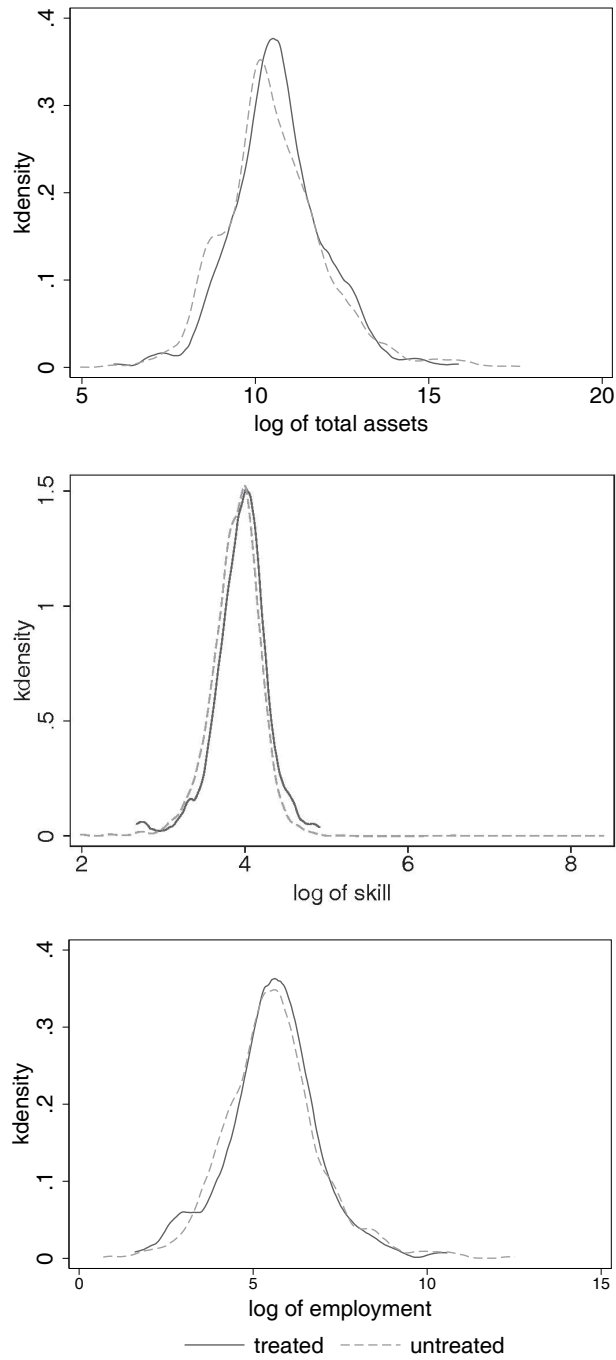 .4
.3
.2
.1
0
kdensity
5 10 15 20
log of total assets
1.5
1
.5
0
kdensity
2 4 6 8
log of skill
.4
.3
.2
.1
0
kdensity
0 5 10 15
log of employment
treated untreated